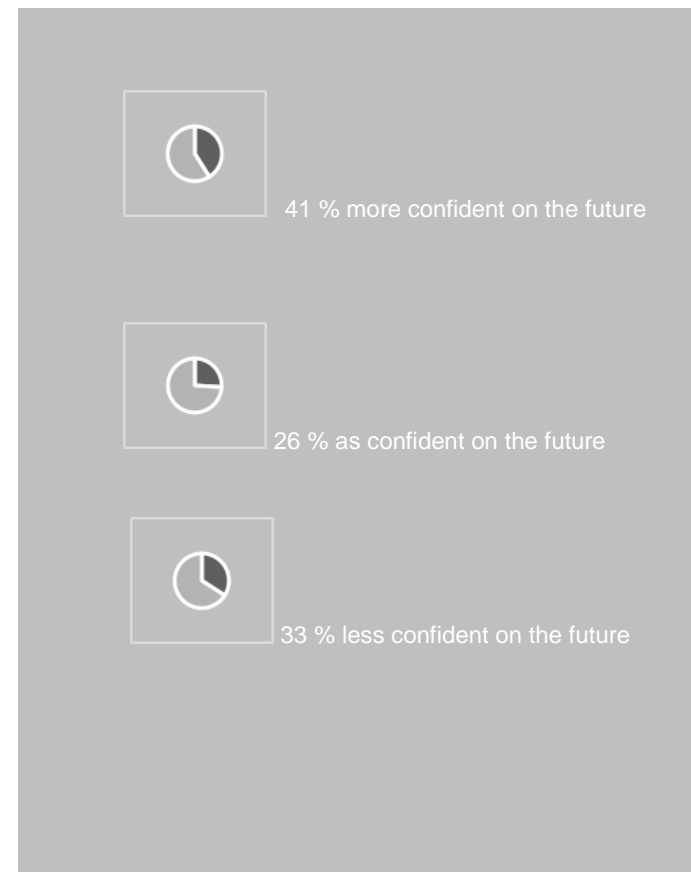 41 % more confident on the future
26 % as confident on the future
33 % less confident on the future